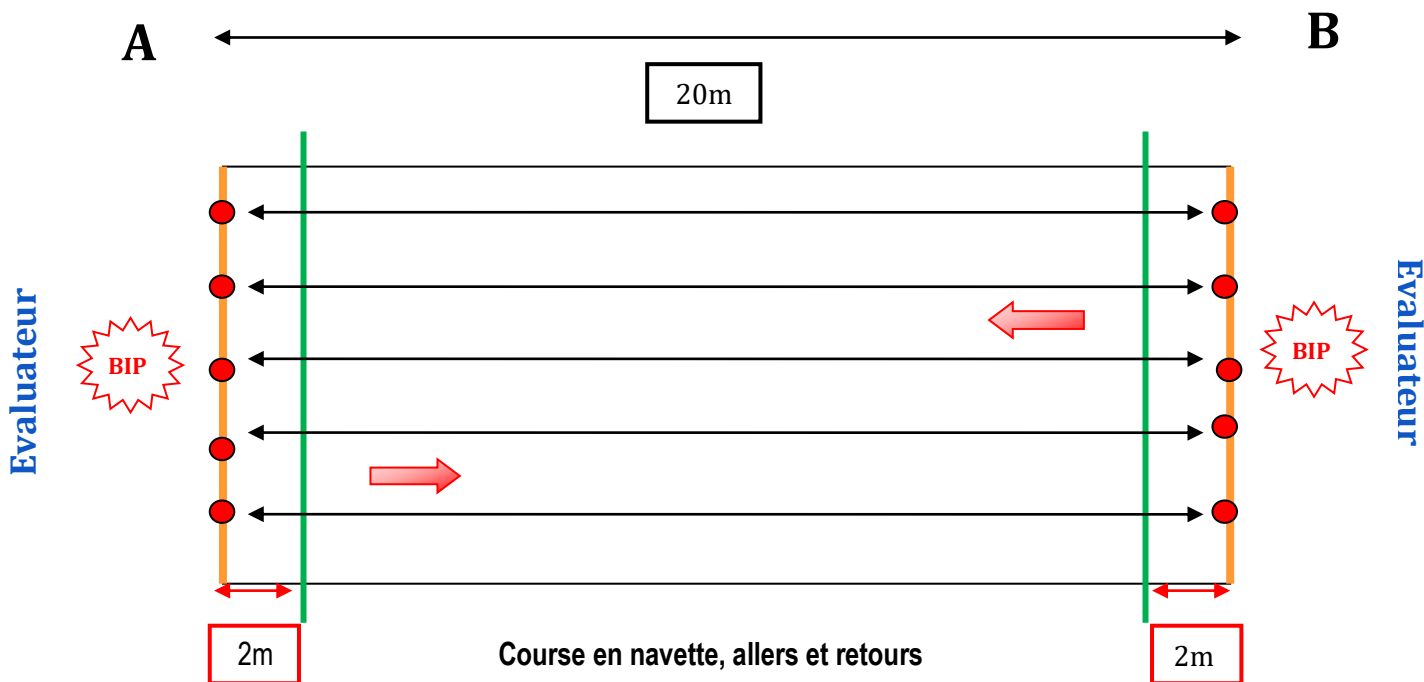 A
B
20m
Evaluateur
BIP
BIP
Evaluateur
2m
Course en navette, allers et retours
2m